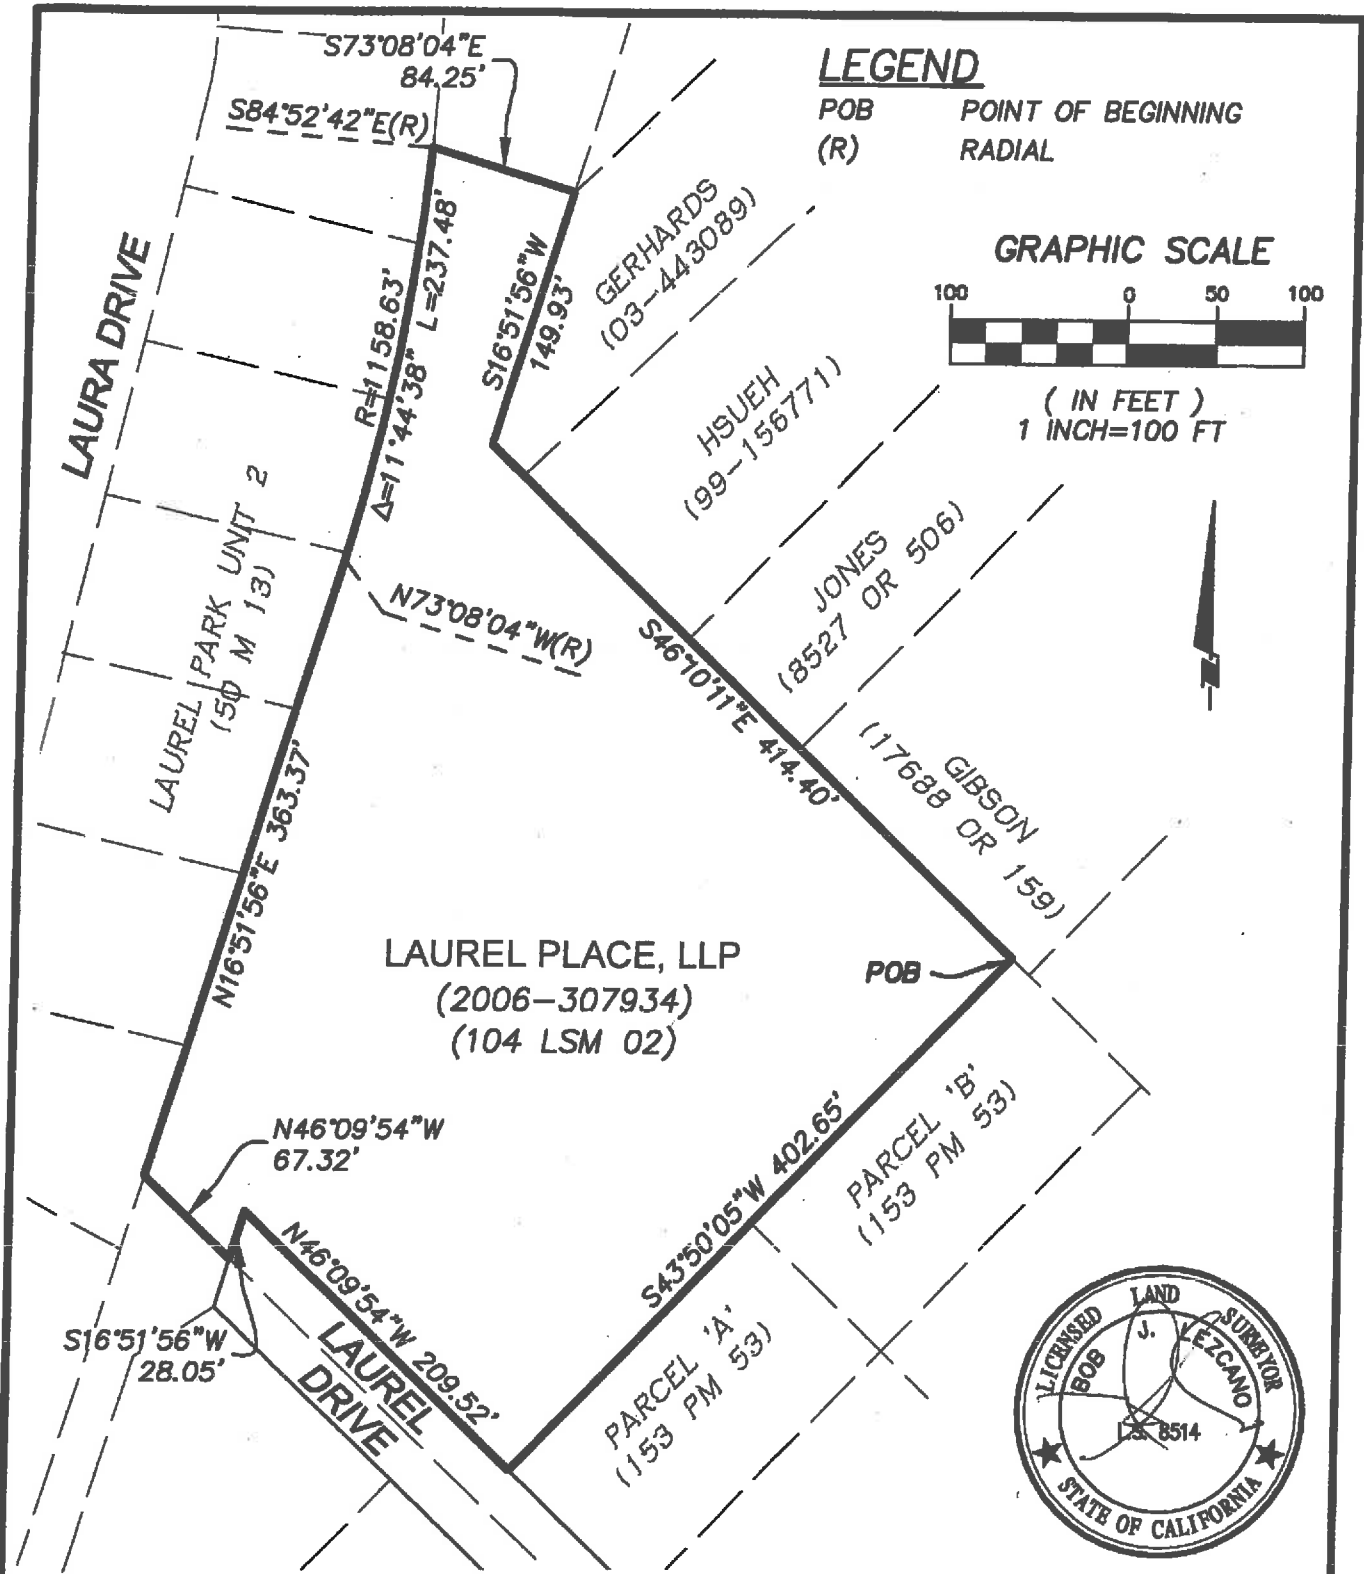 S73°08'04"E
84.25'
S84°52'42"E(R)
LEGEND
POB POINT OF BEGINNING
(R) RADIAL
GRAPHIC SCALE
100 0 50 100
( IN FEET )
1 INCH=100 FT
LAURA DRIVE
R=1158.63'
Δ=11°44'38" L=237.48'
S16°51'56"W
149.93'
GERHARDS
(03-443089)
HSUEH
(99-156771)
JONES
(8527 OR 506)
GIBSON
(17688 OR 159)
LAUREL PARK UNIT 2
(50 M 13)
N73°08'04"W(R)
S46°10'11"E 414.40'
N16°51'56"E 363.37'
LAUREL PLACE, LLP
(2006-307934)
(104 LSM 02)
POB
N46°09'54"W
67.32'
N46°09'54"W 209.52'
S43°50'05"W 402.65'
PARCEL 'B'
(153 PM 53)
PARCEL 'A'
(153 PM 53)
S16°51'56"W
28.05'
LAUREL
DRIVE
LICENSED LAND SURVEYOR
BOB J. LEZCANO
L.S. 8514
STATE OF CALIFORNIA
N